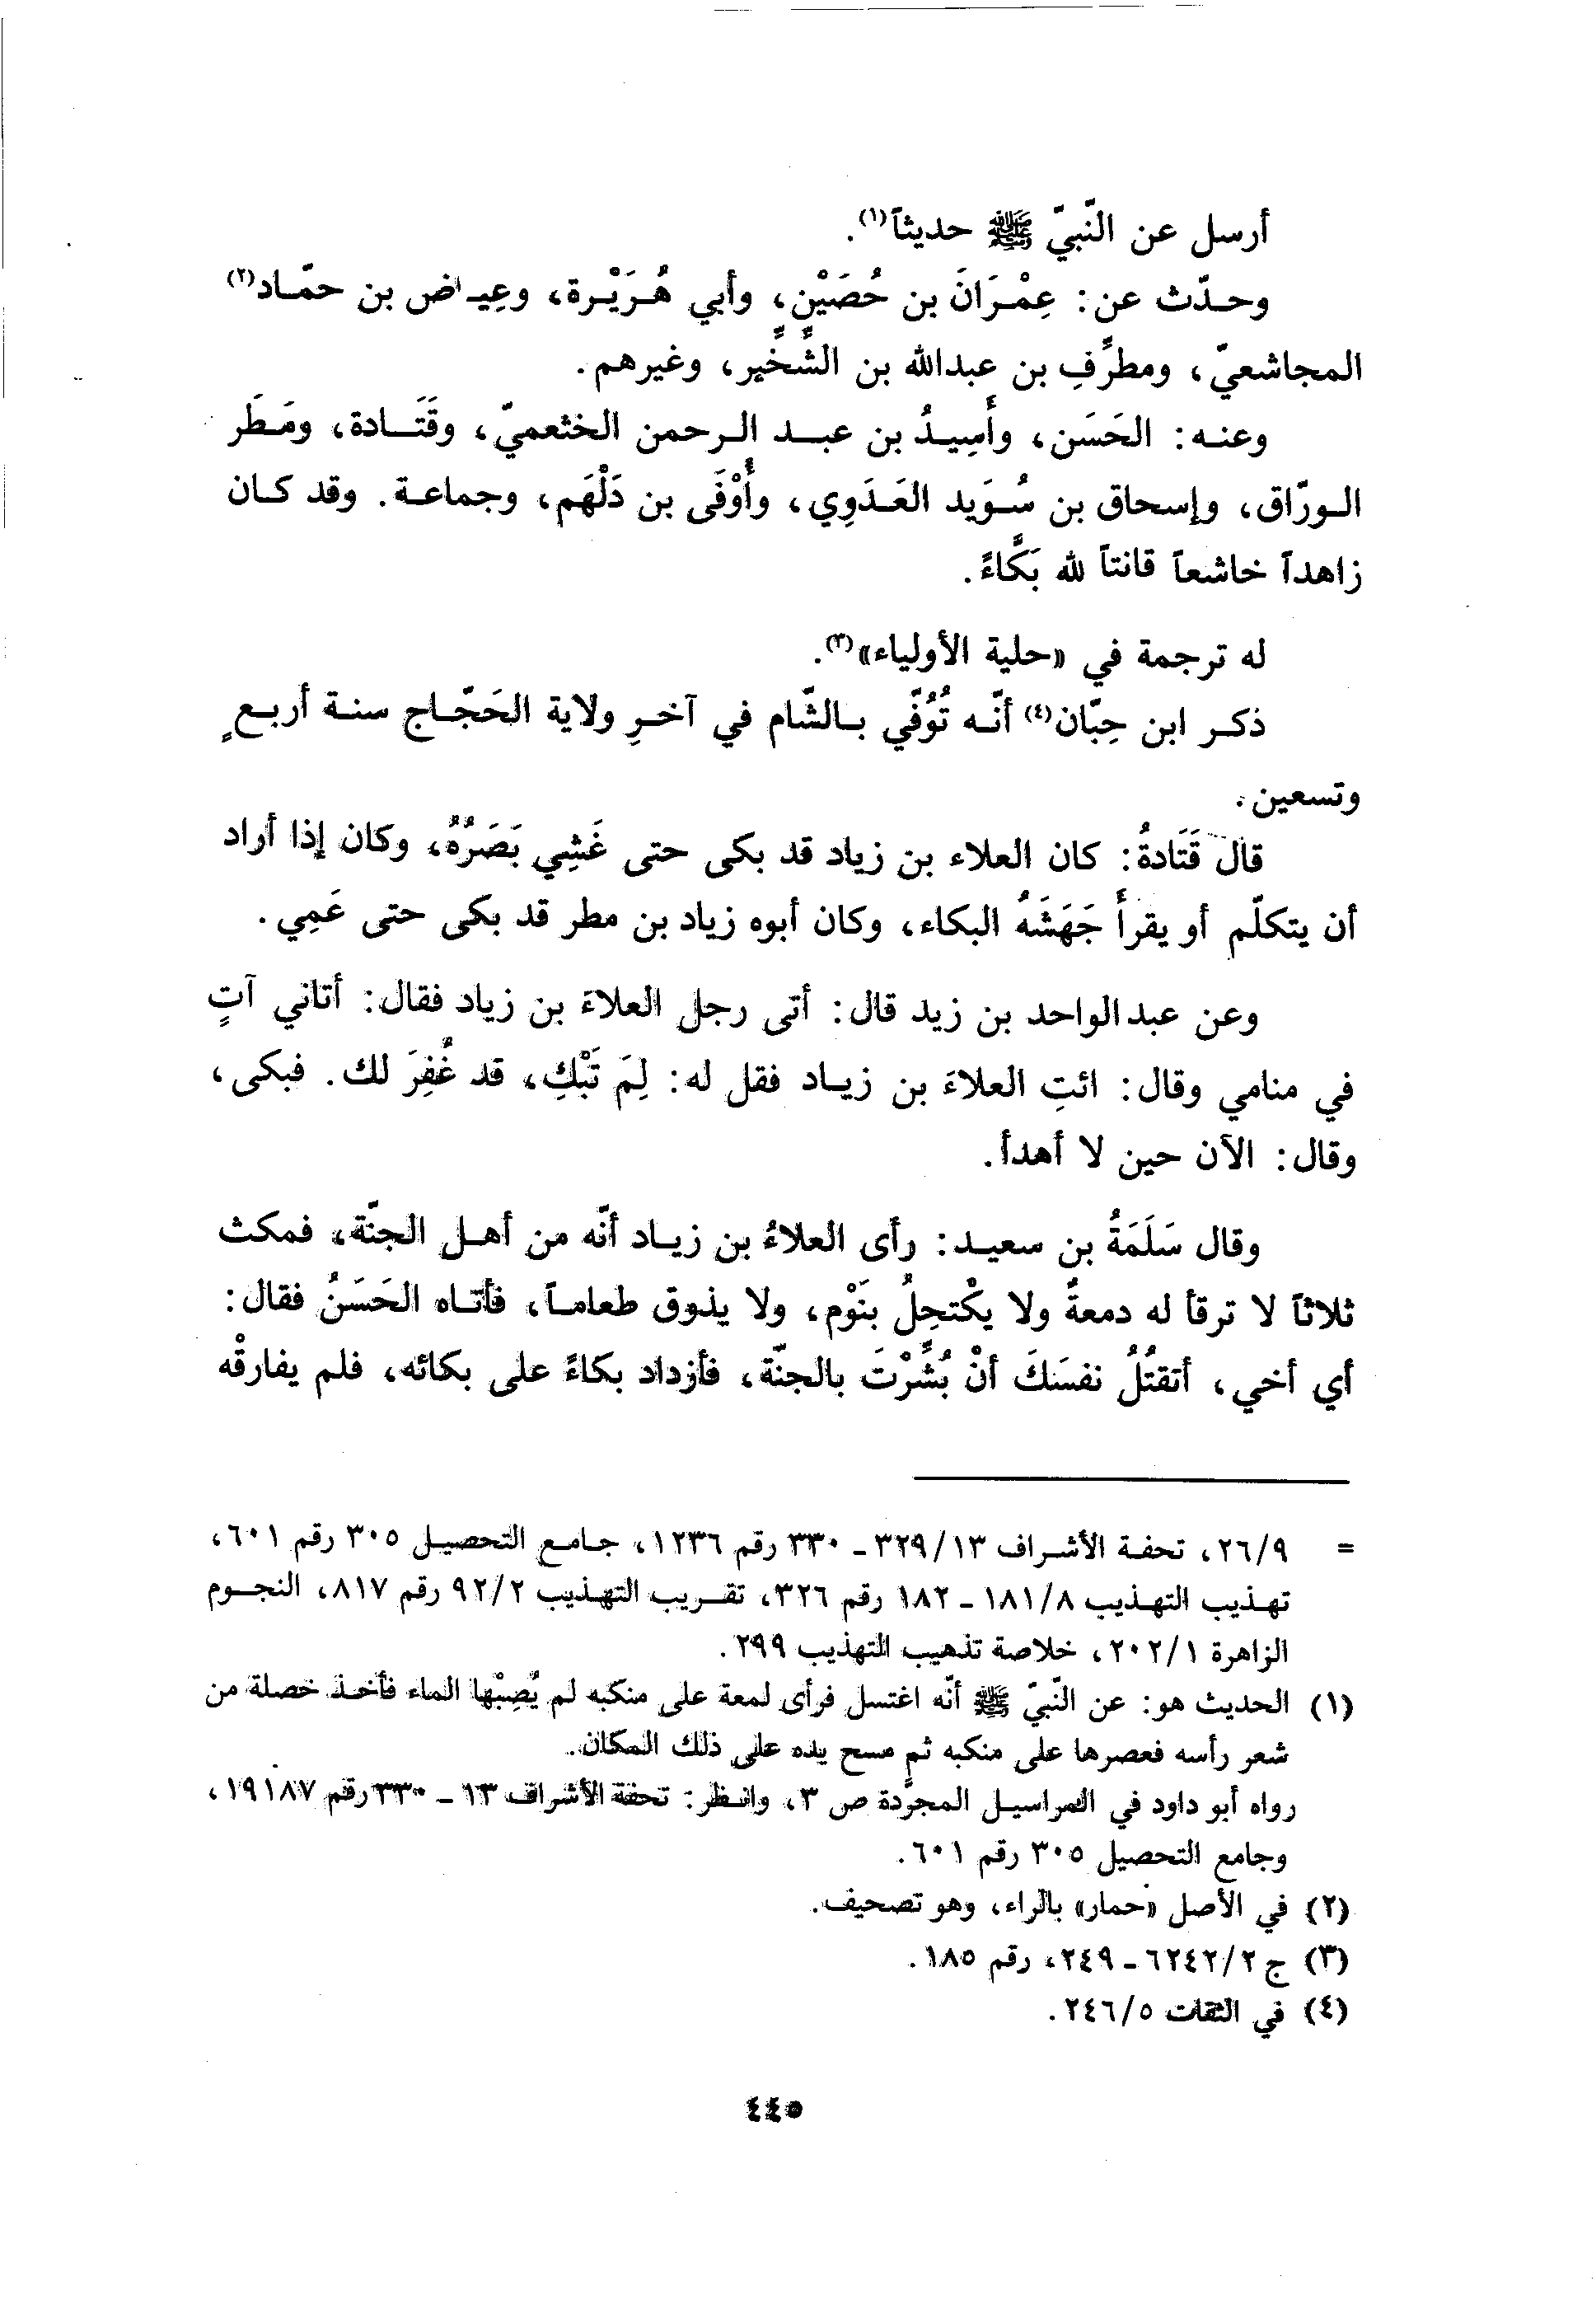 أرسل عن النّبيّ ﷺ حديثاً(١).
وحدّث عن: عِمْرَانَ بن حُصَيْنٍ، وأبي هُرَيْرة، وعِياض بن حمّاد(٢)
المجاشعيّ، ومطرِّفِ بن عبدالله بن الشِّخِّير، وغيرهم.
وعنه: الحَسَن، وأَسِيدُ بن عبد الرحمن الخثعميّ، وقَتَادة، ومَطَر
الورّاق، وإسحاق بن سُوَيد العَدَوِي، وأَوْفَى بن دَلْهَم، وجماعة. وقد كان
زاهداً خاشعاً قانتاً لله بَكَّاءً.
له ترجمة في «حلية الأولياء»(٣).
ذكر ابن حِبّان(٤) أنّه تُوُفّي بالشّام في آخرِ ولاية الحَجّاج سنة أربعٍ
وتسعين.
قال قَتَادةُ: كان العلاء بن زياد قد بكى حتى غَشِي بَصَرُهُ، وكان إذا أراد
أن يتكلّم أو يقرأَ جَهَشَهُ البكاء، وكان أبوه زياد بن مطر قد بكى حتى عَمِي.
وعن عبدالواحد بن زيد قال: أتى رجل العلاءَ بن زياد فقال: أتاني آتٍ
في منامي وقال: ائتِ العلاءَ بن زياد فقل له: لِمَ تَبْكِ، قد غُفِرَ لك. فبكى،
وقال: الآن حين لا أهدأ.
وقال سَلَمَةُ بن سعيد: رأى العلاءُ بن زياد أنّه من أهل الجنّة، فمكث
ثلاثاً لا ترقأ له دمعةٌ ولا يكْتحِلُ بنَوْم، ولا يذوق طعاماً، فأتاه الحَسَنُ فقال:
أي أخي، أتقتُلُ نفسَكَ أنْ بُشِّرْتَ بالجنّة، فأزداد بكاءً على بكائه، فلم يفارقْه
= ٢٦/٩، تحفة الأشراف ٣٢٩/١٣ - ٣٣٠ رقم ١٢٣٦، جامع التحصيل ٣٠٥ رقم ٦٠١،
تهذيب التهذيب ١٨١/٨ - ١٨٢ رقم ٣٢٦، تقريب التهذيب ٩٢/٢ رقم ٨١٧، النجوم
الزاهرة ٢٠٢/١، خلاصة تذهيب التهذيب ٢٩٩.
(١) الحديث هو: عن النّبيّ ﷺ أنّه اغتسل فرأى لمعة على منكبه لم يُصِبْها الماء فأخذ خصلة من
شعر رأسه فعصرها على منكبه ثم مسح يده على ذلك المكان.
رواه أبو داود في المراسيل المجرّدة ص ٣، وانظر: تحفة الأشراف ١٣ - ٣٣٠ رقم ١٩١٨٧،
وجامع التحصيل ٣٠٥ رقم ٦٠١.
(٢) في الأصل «حمار» بالراء، وهو تصحيف.
(٣) ج ٦٢٤٢/٢ - ٢٤٩، رقم ١٨٥.
(٤) في الثقات ٢٤٦/٥.
٤٤٥